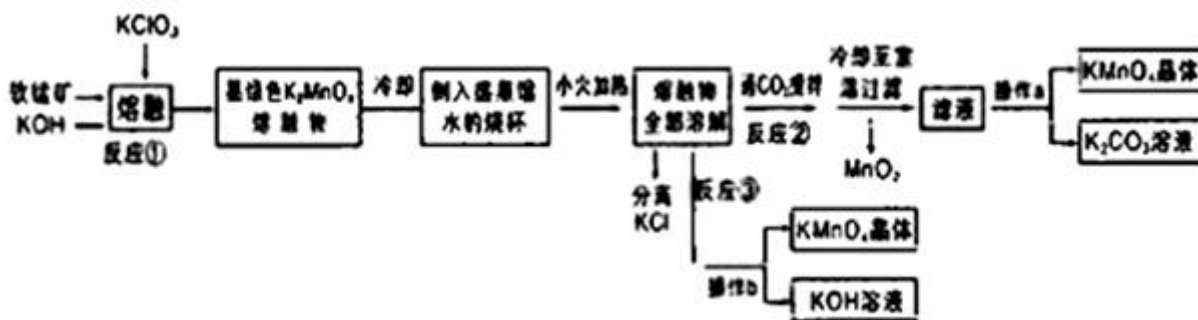 KClO₃
软锰矿
KOH
熔融
反应①
墨绿色K₂MnO₄
熔融物
冷却
倒入盛蒸馏
水的烧杯
小火加热
熔融物
全部溶解
通CO₂搅拌
反应②
冷却至室
温过滤
MnO₂
滤液
操作a
KMnO₄晶体
K₂CO₃溶液
分离
KCl
反应③
操作b
KMnO₄晶体
KOH溶液